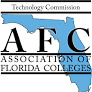 Technology Commission
AFC
ASSOCIATION OF
FLORIDA COLLEGES